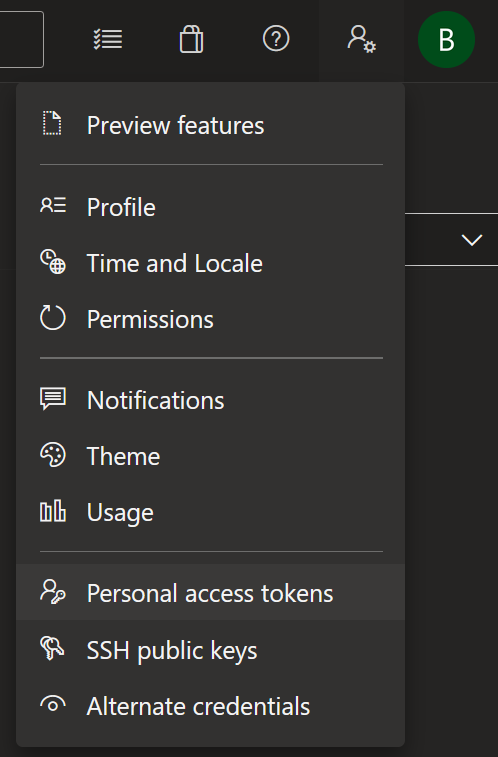 B
Preview features
Profile
Time and Locale
Permissions
Notifications
Theme
Usage
Personal access tokens
SSH public keys
Alternate credentials